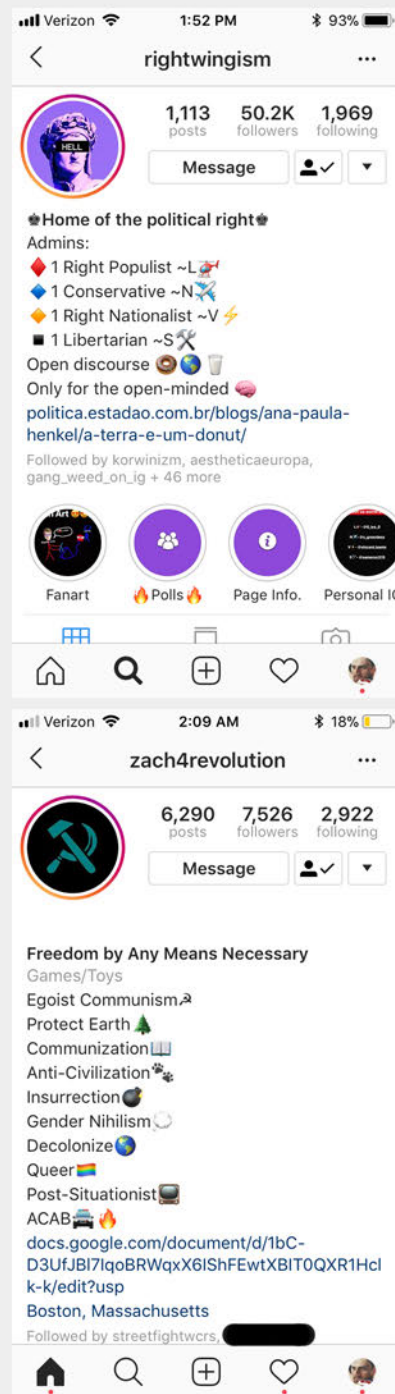 Verizon 1:52 PM 93%
rightwingism
1,113 50.2K 1,969
posts followers following
HELL
Message
♚Home of the political right♚
Admins:
♦️ 1 Right Populist ~L🚁
🔷 1 Conservative ~N✈️
🔶 1 Right Nationalist ~V⚡
◾ 1 Libertarian ~S🛠
Open discourse 🍩🌎🥛
Only for the open-minded 🧠
politica.estadao.com.br/blogs/ana-paula-
henkel/a-terra-e-um-donut/
Followed by korwinizm, aestheticaeuropa,
gang_weed_on_ig + 46 more
Art
Fanart 🔥Polls🔥 Page Info. Personal IG
Verizon 2:09 AM 18%
zach4revolution
6,290 7,526 2,922
posts followers following
Message
Freedom by Any Means Necessary
Games/Toys
Egoist Communism☭
Protect Earth🌲
Communization📖
Anti-Civilization🐾
Insurrection💣
Gender Nihilism💭
Decolonize🌎
Queer🏳️‍🌈
Post-Situationist📺
ACAB🚔🔥
docs.google.com/document/d/1bC-
D3UfJBl7IqoBRWqxX6IShFEwtXBIT0QXR1Hcl
k-k/edit?usp
Boston, Massachusetts
Followed by streetfightwcrs,